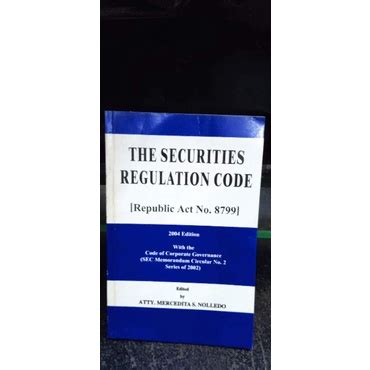 THE SECURITIES
REGULATION CODE
[Republic Act No. 8799]
2004 Edition
With the
Code of Corporate Governance
(SEC Memorandum Circular No. 2
Series of 2002)
Edited
by
ATTY. MERCEDITA S. NOLLEDO